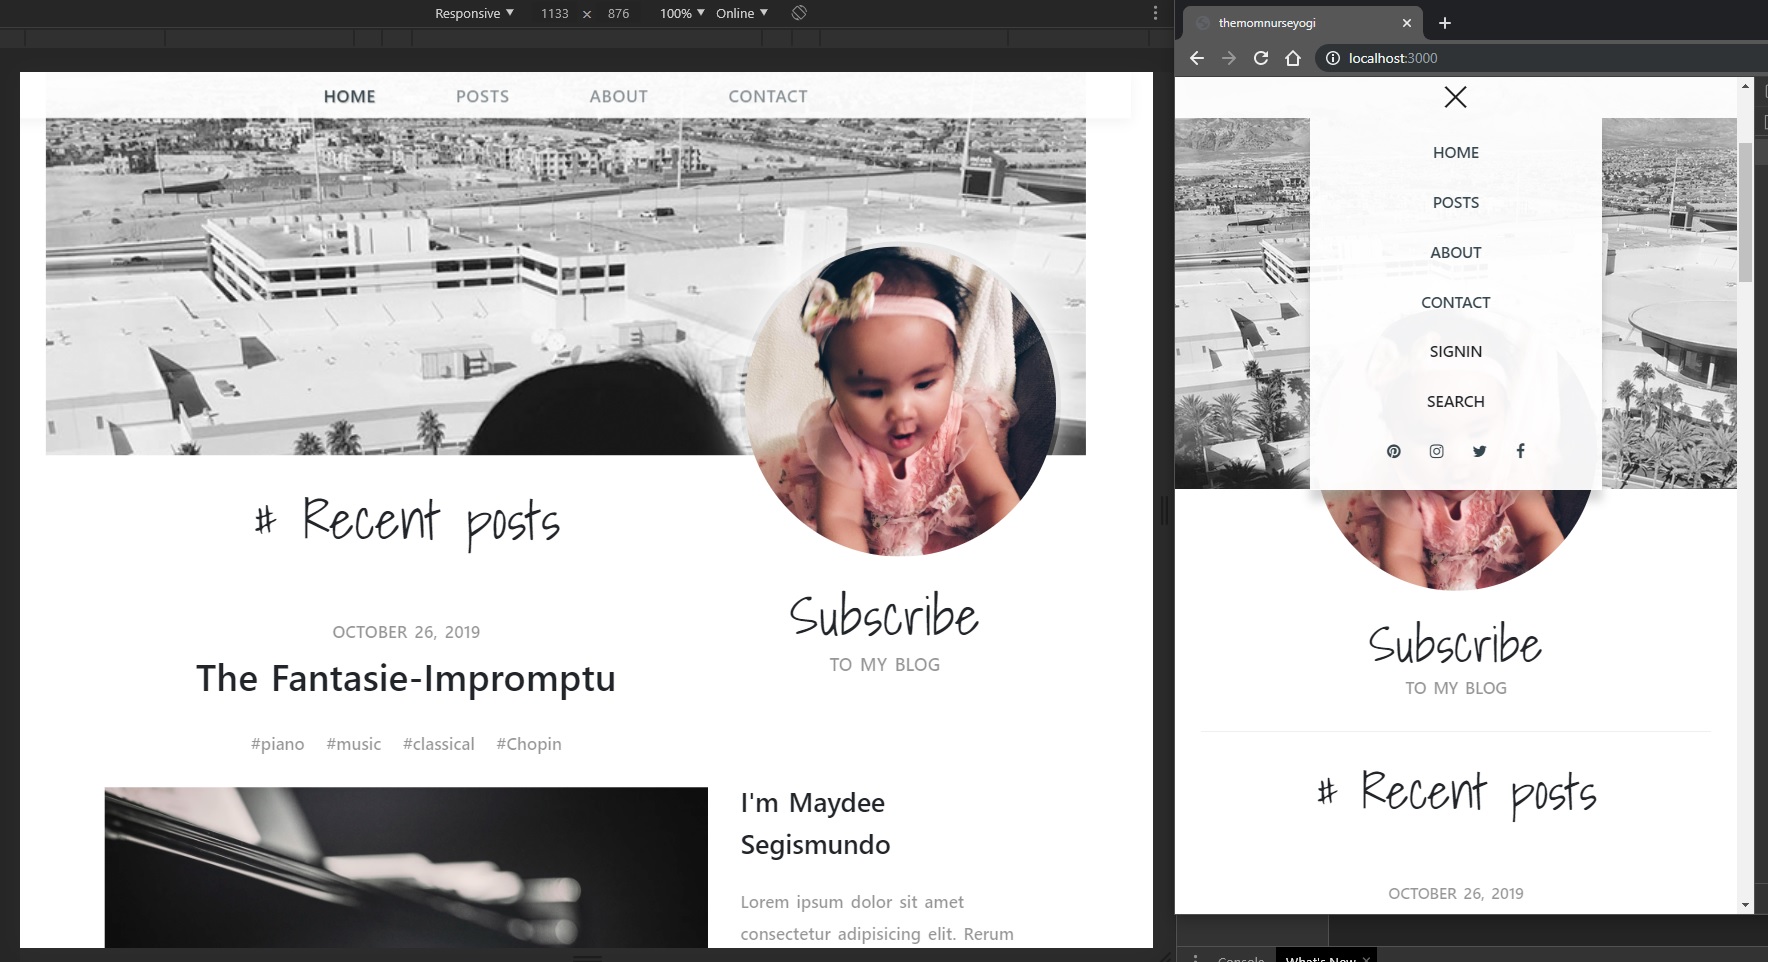 Responsive 1133 × 876 100% Online
HOME POSTS ABOUT CONTACT
# Recent posts
OCTOBER 26, 2019
The Fantasie-Impromptu
#piano #music #classical #Chopin
Subscribe
TO MY BLOG
I'm Maydee
Segismundo
Lorem ipsum dolor sit amet
consectetur adipisicing elit. Rerum
themomnurseyogi
localhost:3000
HOME
POSTS
ABOUT
CONTACT
SIGNIN
SEARCH
Subscribe
TO MY BLOG
# Recent posts
OCTOBER 26, 2019
Console What's New